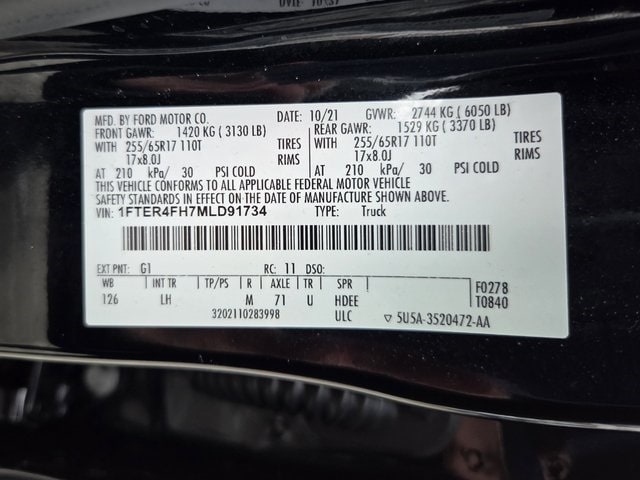 MFD. BY FORD MOTOR CO. DATE: 10/21 GVWR: 2744 KG ( 6050 LB)
FRONT GAWR: 1420 KG ( 3130 LB) REAR GAWR: 1529 KG ( 3370 LB)
WITH 255/65R17 110T TIRES WITH 255/65R17 110T TIRES
17x8.0J RIMS 17x8.0J RIMS
AT 210 kPa/ 30 PSI COLD AT 210 kPa/ 30 PSI COLD
THIS VEHICLE CONFORMS TO ALL APPLICABLE FEDERAL MOTOR VEHICLE
SAFETY STANDARDS IN EFFECT ON THE DATE OF MANUFACTURE SHOWN ABOVE.
VIN: 1FTER4FH7MLD91734 TYPE: Truck
EXT PNT: G1 RC: 11 DSO:
WB INT TR TP/PS R AXLE TR SPR F0278
126 LH M 71 U HDEE T0840
3202110283998 ULC ▽ 5U5A-3520472-AA